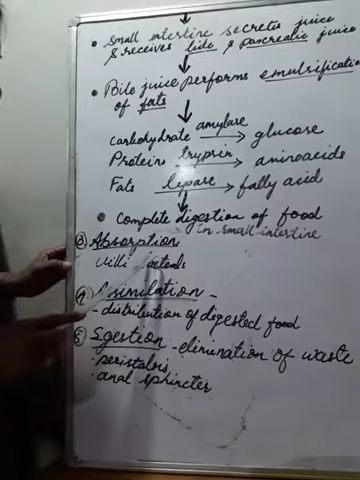 • Small intestine secretes juice
& receives bile & pancreatic juice
• Bile juice performs emulsification
of fats
Carbohydrate amylase → glucose
Proteins trypsin → aminoacids
Fats lipase → fatty acid
• Complete digestion of food
→ in small intestine
③ Absorption
villi lacteals
④ Assimilation -
- distribution of digested food
⑤ Egestion - elimination of waste
• peristalsis
• anal sphincter